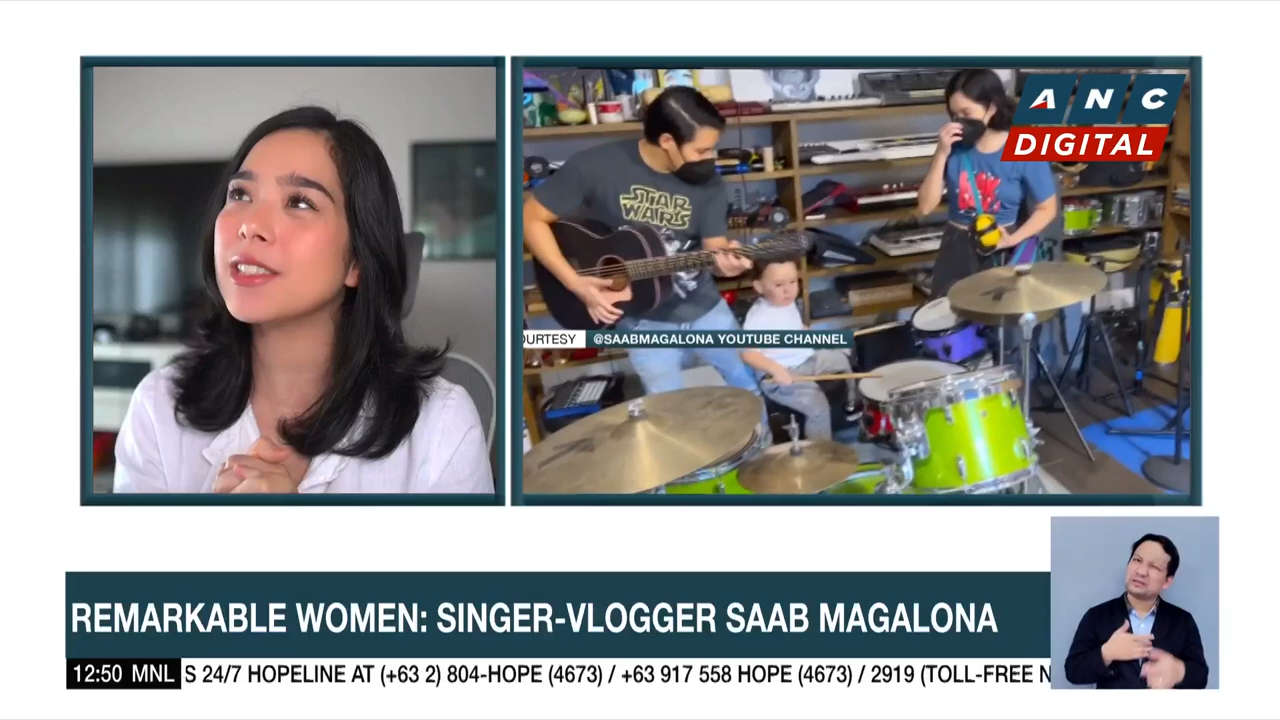 ANC
DIGITAL
STAR
WARS
OURTESY @SAABMAGALONA YOUTUBE CHANNEL
REMARKABLE WOMEN: SINGER-VLOGGER SAAB MAGALONA
12:50 MNL S 24/7 HOPELINE AT (+63 2) 804-HOPE (4673) / +63 917 558 HOPE (4673) / 2919 (TOLL-FREE N